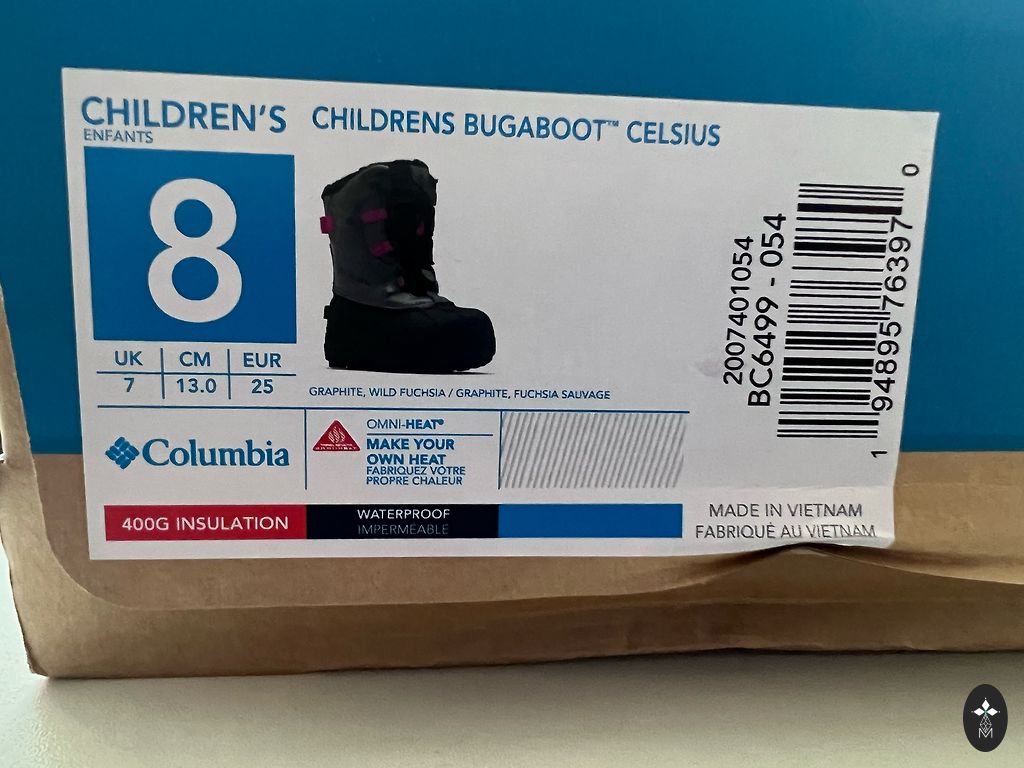 CHILDREN'S
ENFANTS
CHILDRENS BUGABOOT™ CELSIUS
8
UK CM EUR
7 13.0 25
GRAPHITE, WILD FUCHSIA / GRAPHITE, FUCHSIA SAUVAGE
2007401054
BC6499 - 054
1 94895 76397 0
Columbia
OMNI-HEAT®
MAKE YOUR
OWN HEAT
FABRIQUEZ VOTRE
PROPRE CHALEUR
400G INSULATION
WATERPROOF
IMPERMÉABLE
MADE IN VIETNAM
FABRIQUÉ AU VIETNAM
M